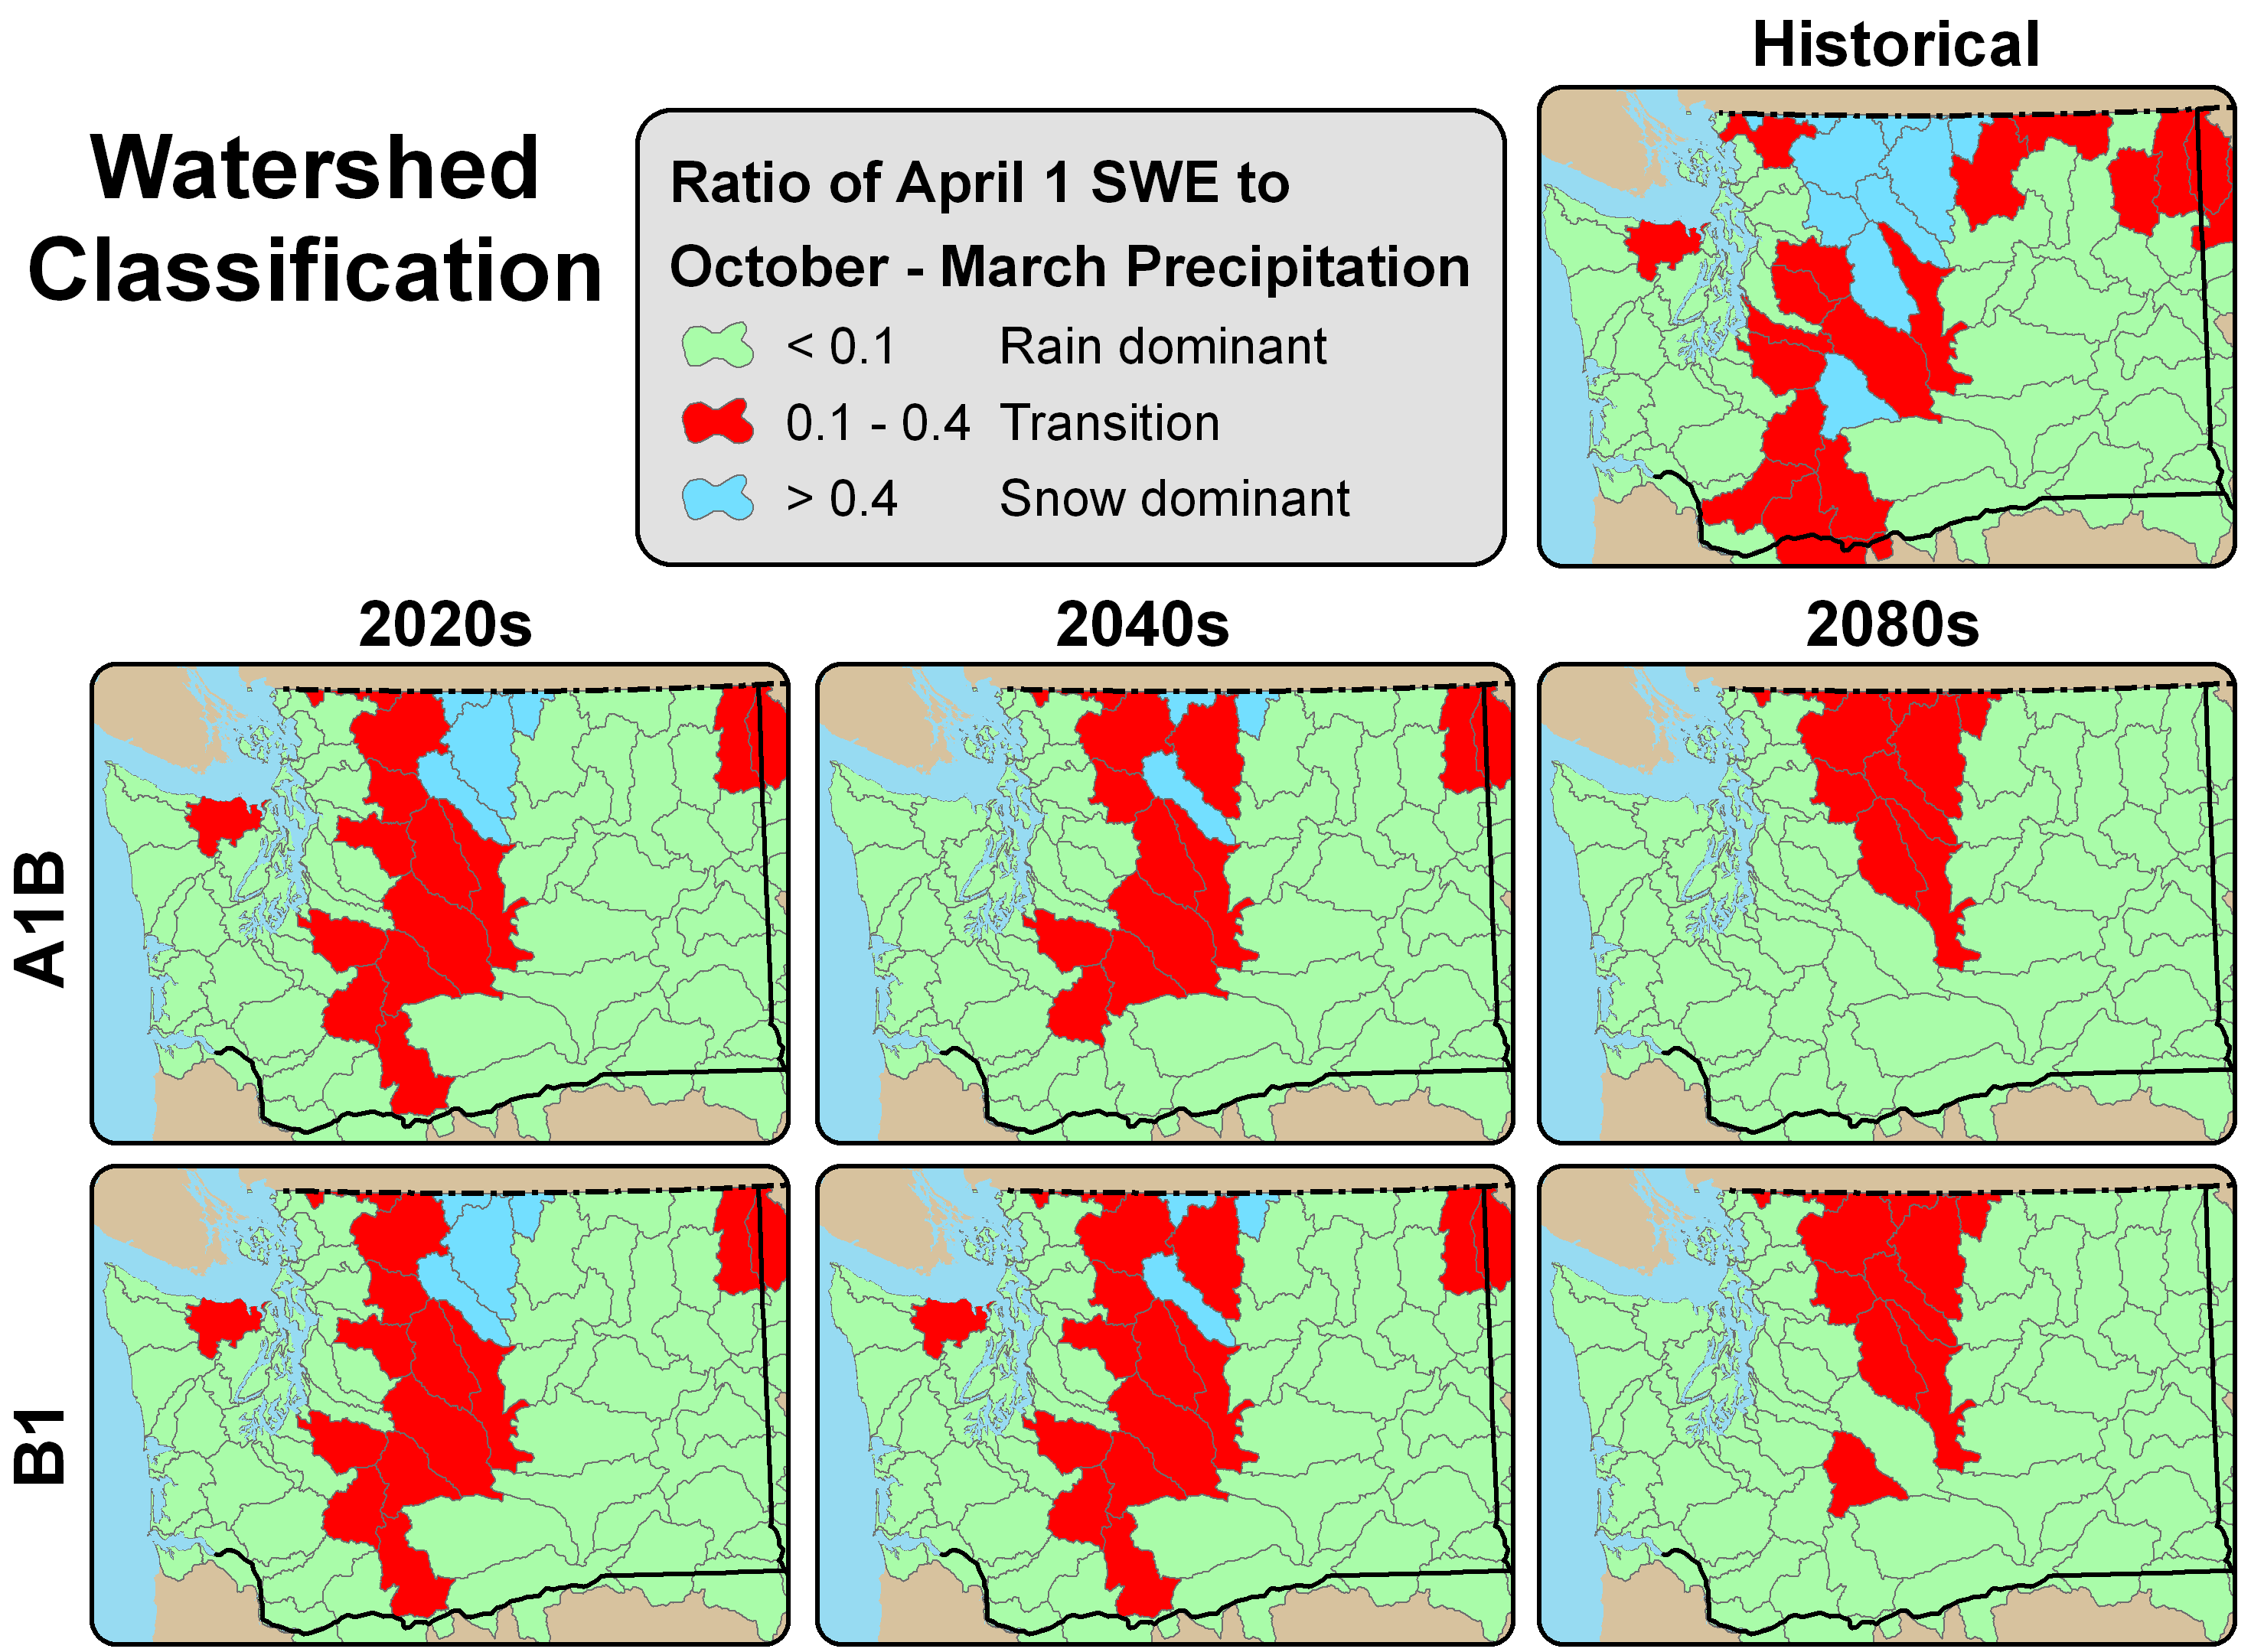 Watershed
Classification
Ratio of April 1 SWE to
October - March Precipitation
< 0.1 Rain dominant
0.1 - 0.4 Transition
> 0.4 Snow dominant
Historical
2020s
2040s
2080s
A1B
B1